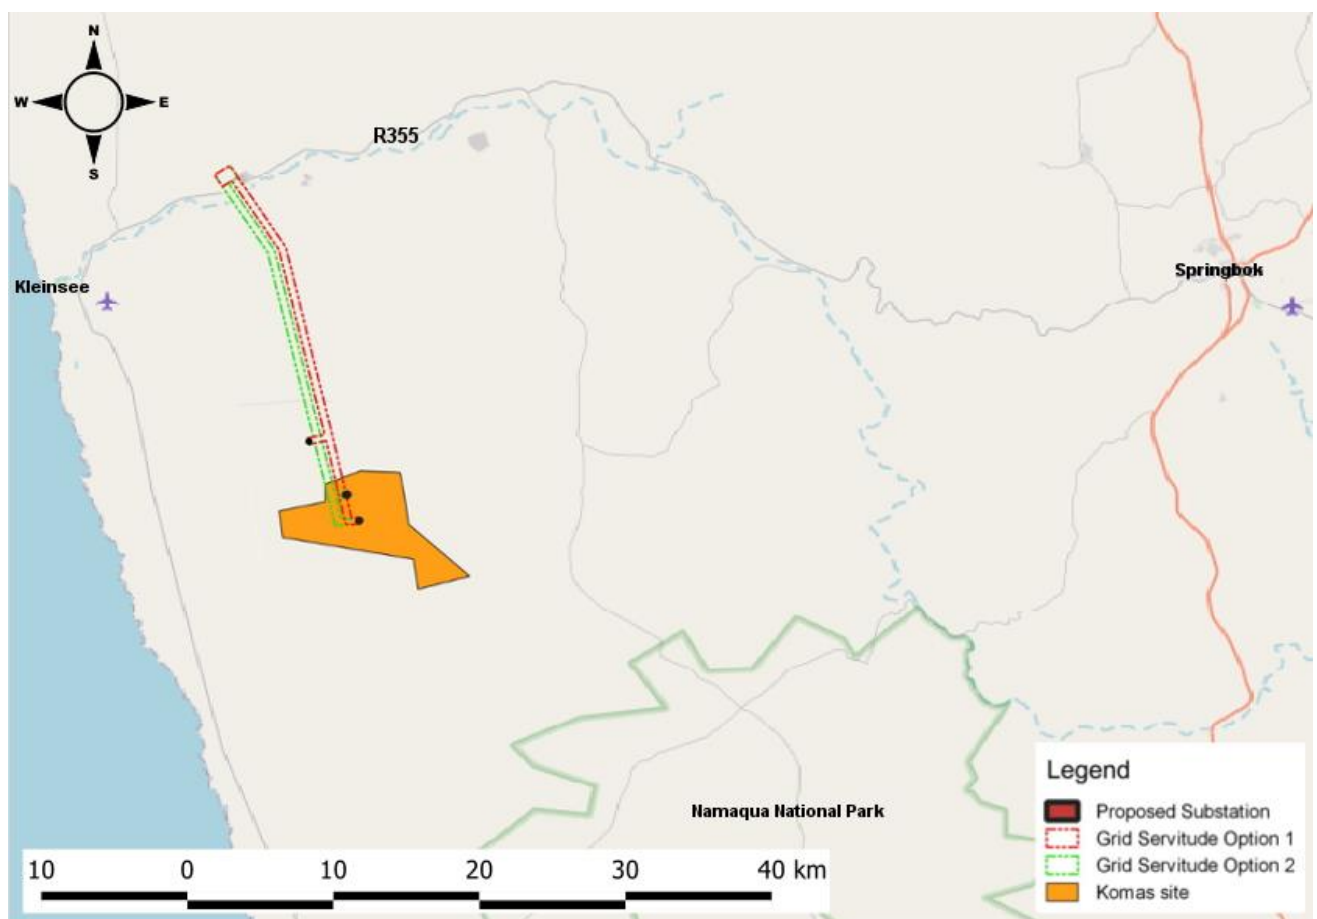 N
W E
S
R355
Kleinsee
Springbok
Namaqua National Park
Legend
Proposed Substation
Grid Servitude Option 1
Grid Servitude Option 2
Komas site
10 0 10 20 30 40 km